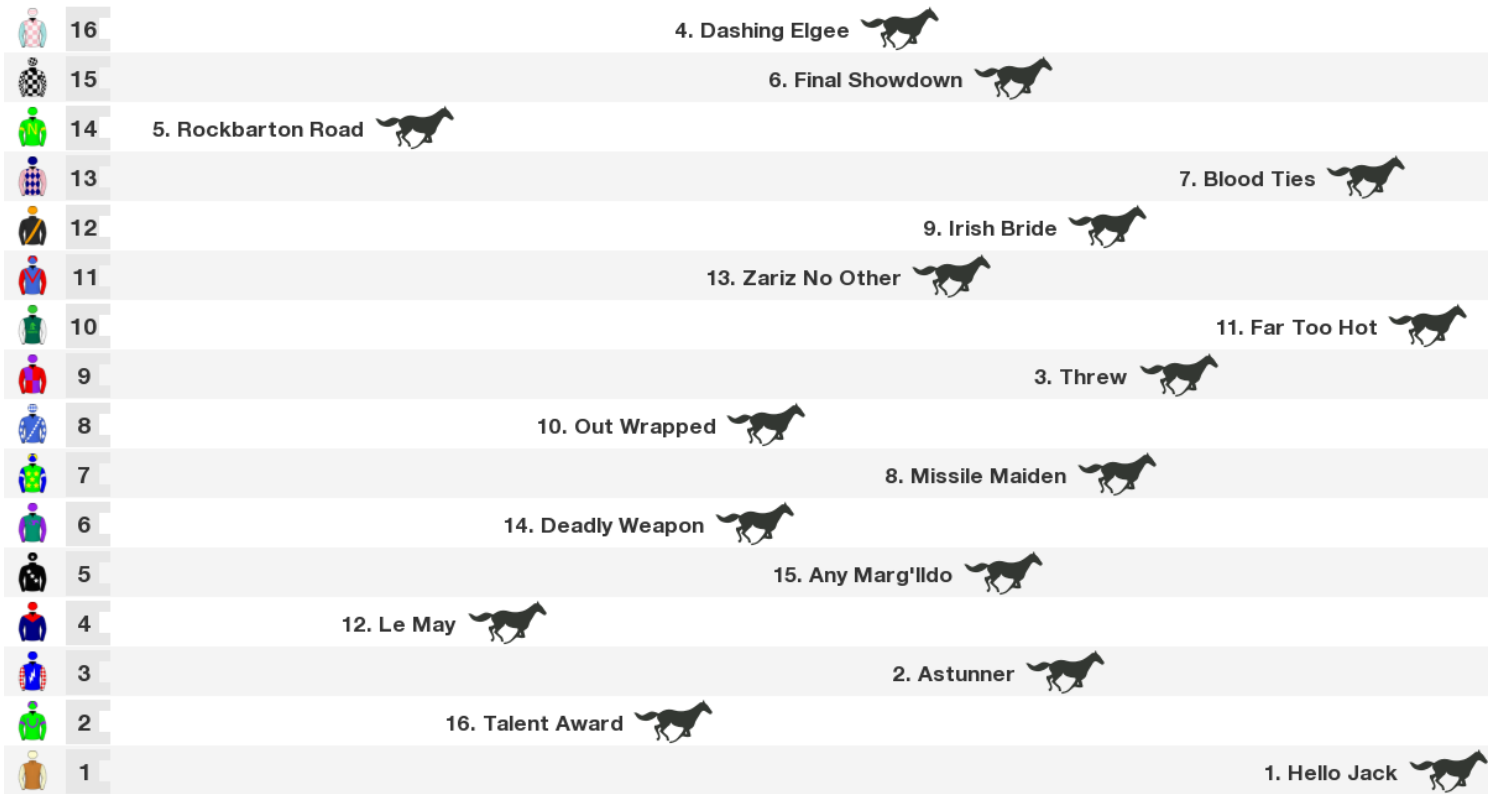 16 4. Dashing Elgee
15 6. Final Showdown
N 14 5. Rockbarton Road
13 7. Blood Ties
12 9. Irish Bride
11 13. Zariz No Other
10 11. Far Too Hot
9 3. Threw
8 10. Out Wrapped
7 8. Missile Maiden
6 14. Deadly Weapon
5 15. Any Marg'lldo
4 12. Le May
3 2. Astunner
2 16. Talent Award
1 1. Hello Jack